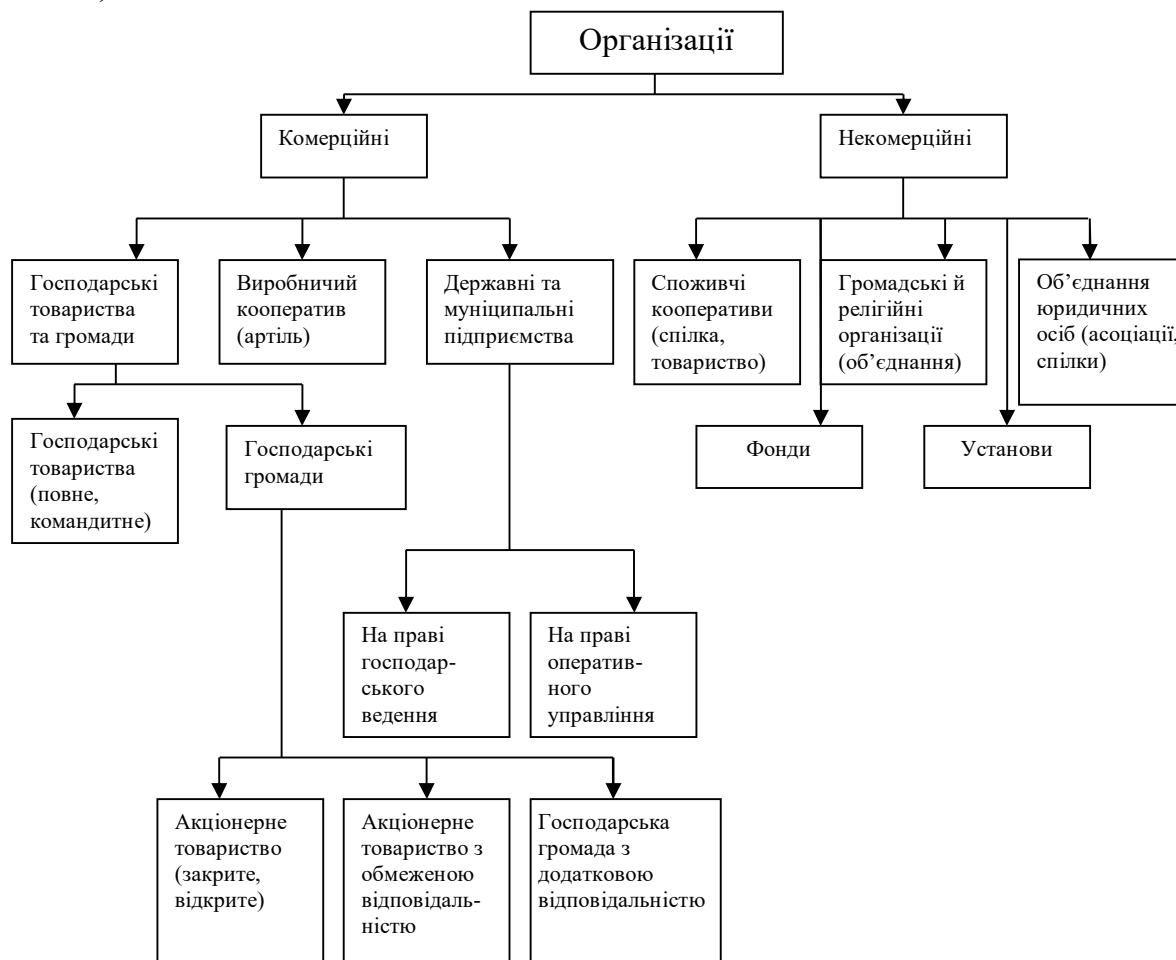 Організації
Комерційні
Некомерційні
Господарські
товариства
та громади
Виробничий
кооператив
(артіль)
Державні та
муніципальні
підприємства
Споживчі
кооперативи
(спілка,
товариство)
Громадські й
релігійні
організації
(об’єднання)
Об’єднання
юридичних
осіб (асоціації,
спілки)
Господарські
товариства
(повне,
командитне)
Господарські
громади
Фонди
Установи
На праві
господар-
ського
ведення
На праві
оператив-
ного
управління
Акціонерне
товариство
(закрите,
відкрите)
Акціонерне
товариство з
обмеженою
відповідаль-
ністю
Господарська
громада з
додатковою
відповідальністю